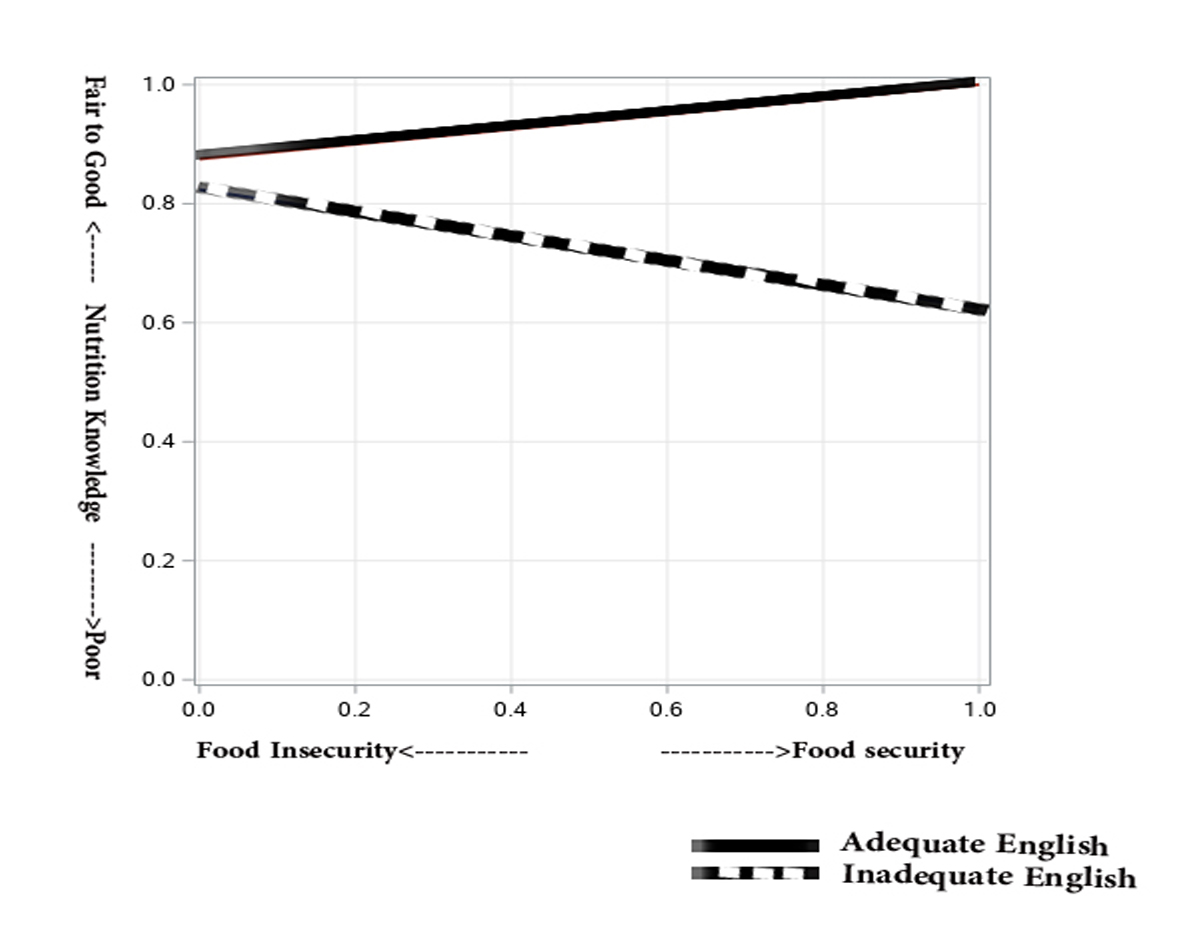 Fair to Good <------ Nutrition Knowledge -------->Poor
1.0
0.8
0.6
0.4
0.2
0.0
0.0 0.2 0.4 0.6 0.8 1.0
Food Insecurity<----------- ----------->Food security
Adequate English
Inadequate English